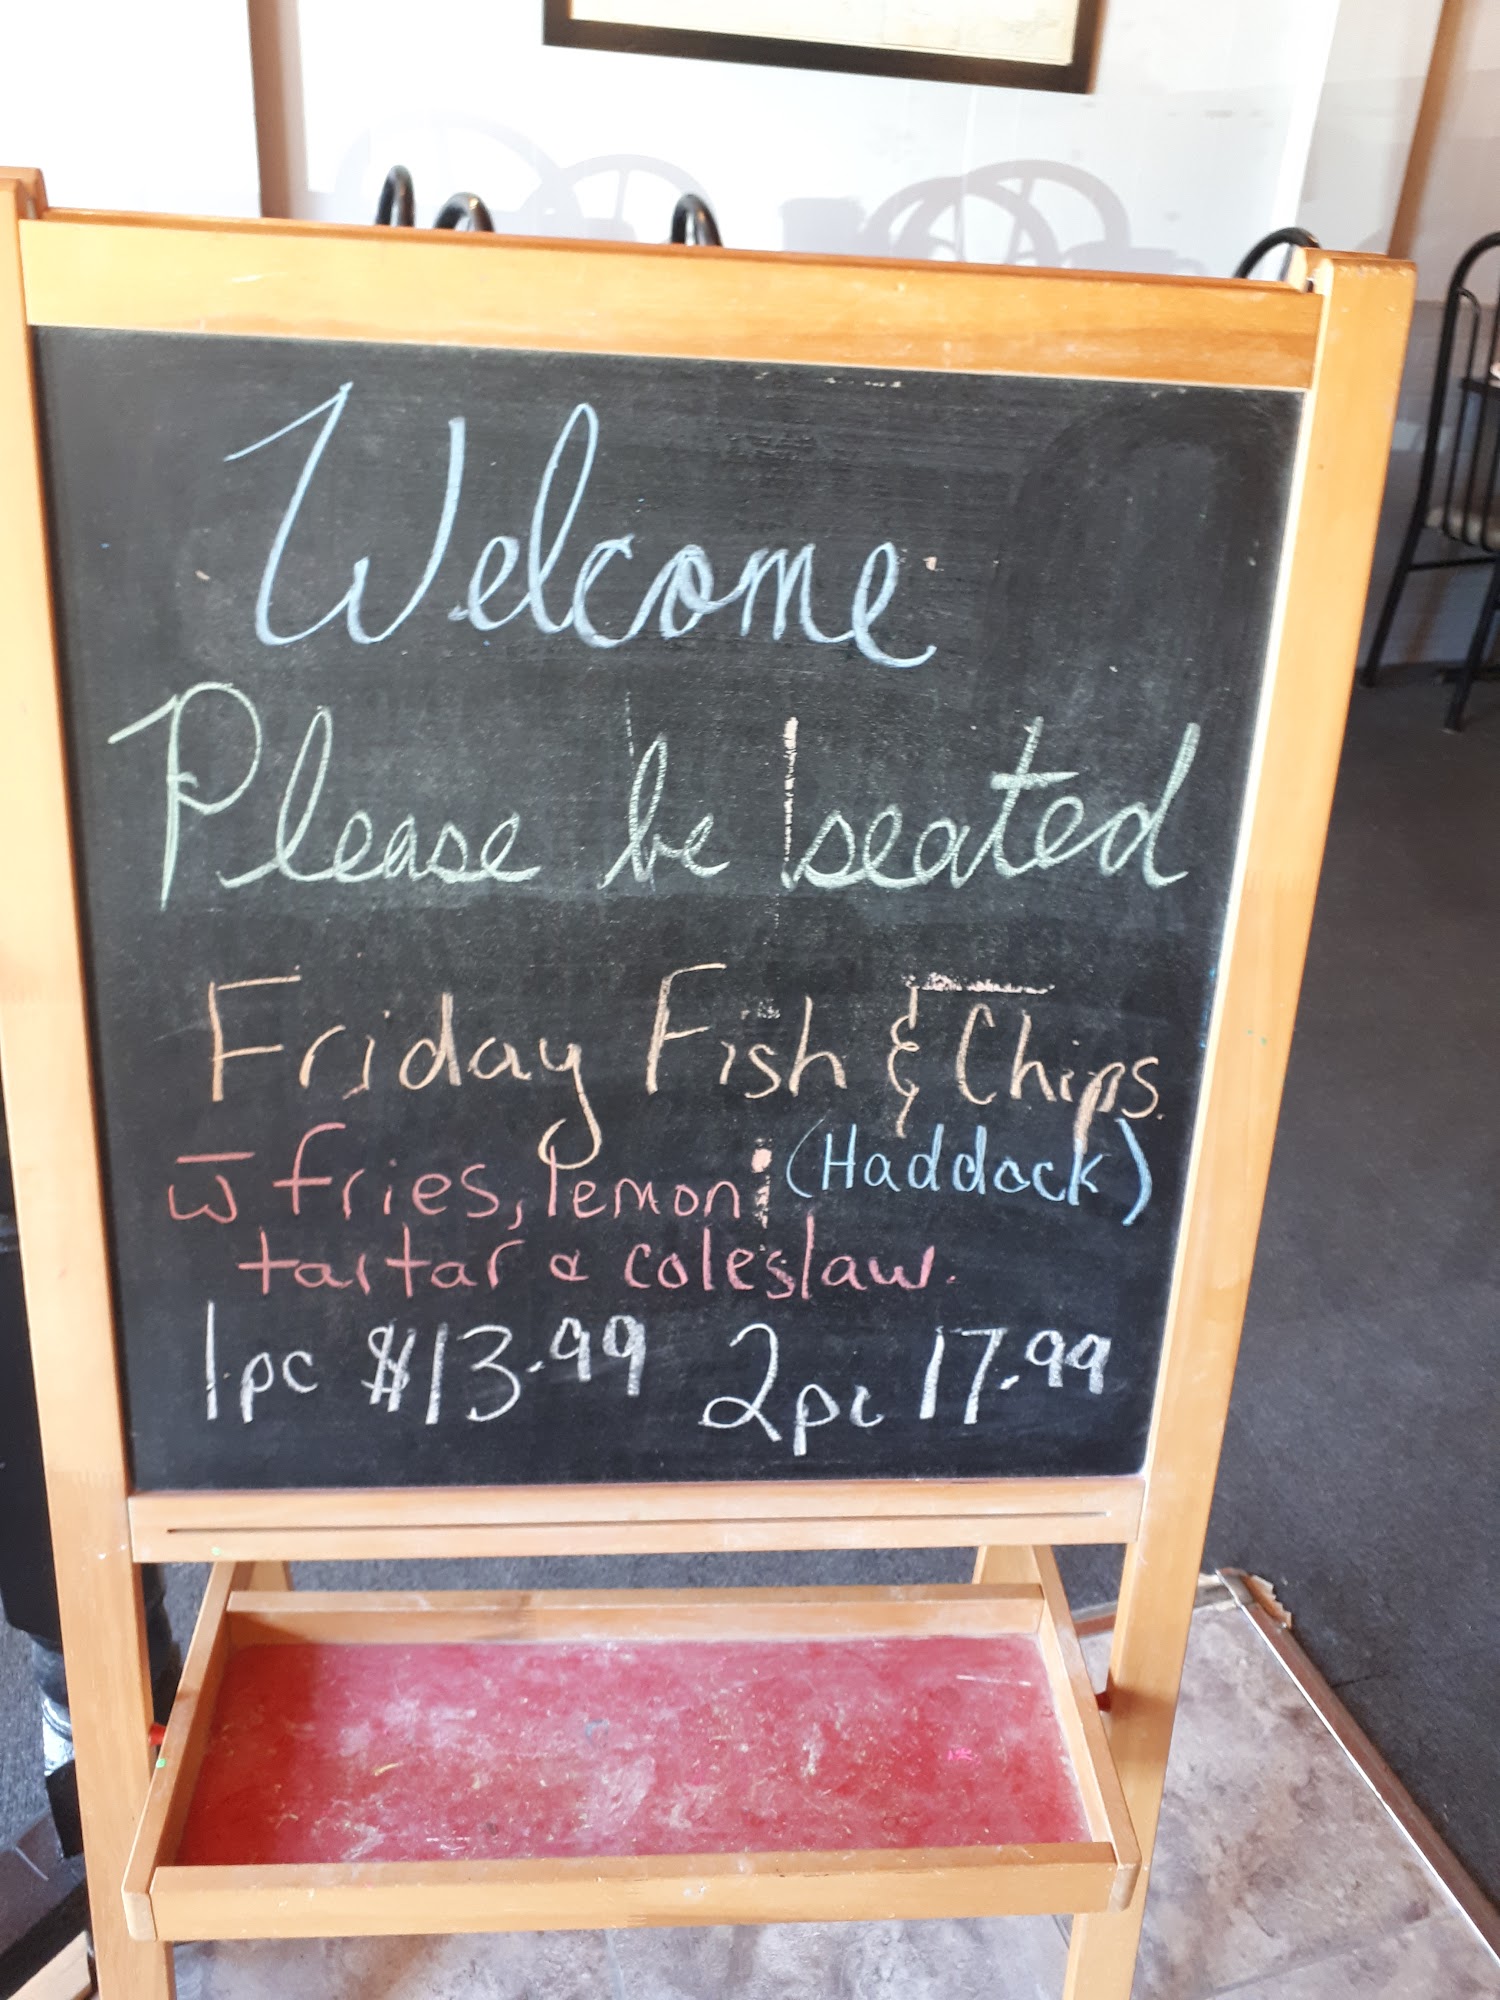 Welcome
Please be seated
Friday Fish & Chips.
w̄ fries, lemon (Haddock)
tartar & coleslaw.
1pc $13.99 2pc 17.99